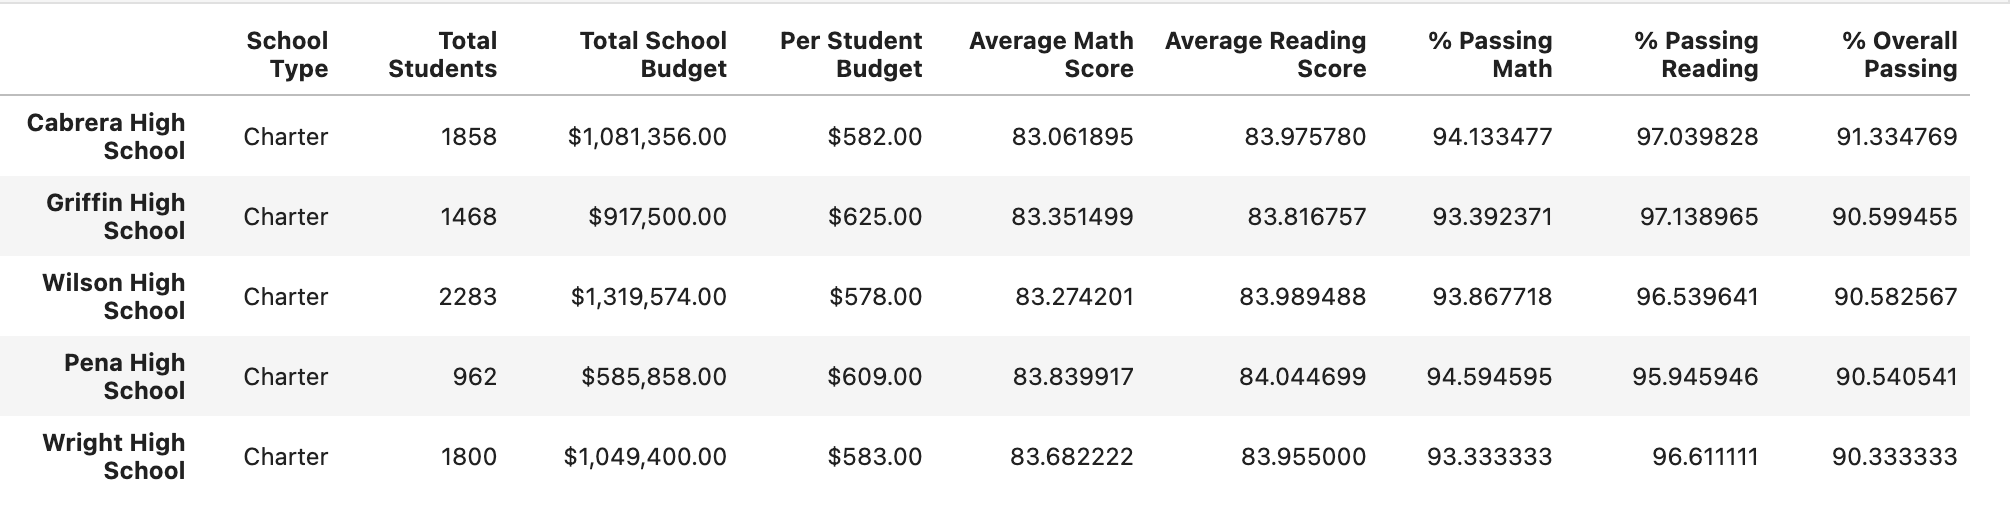 School Type Total Students Total School Budget Per Student Budget Average Math Score Average Reading Score % Passing Math % Passing Reading % Overall Passing
Cabrera High School Charter 1858 $1,081,356.00 $582.00 83.061895 83.975780 94.133477 97.039828 91.334769
Griffin High School Charter 1468 $917,500.00 $625.00 83.351499 83.816757 93.392371 97.138965 90.599455
Wilson High School Charter 2283 $1,319,574.00 $578.00 83.274201 83.989488 93.867718 96.539641 90.582567
Pena High School Charter 962 $585,858.00 $609.00 83.839917 84.044699 94.594595 95.945946 90.540541
Wright High School Charter 1800 $1,049,400.00 $583.00 83.682222 83.955000 93.333333 96.611111 90.333333